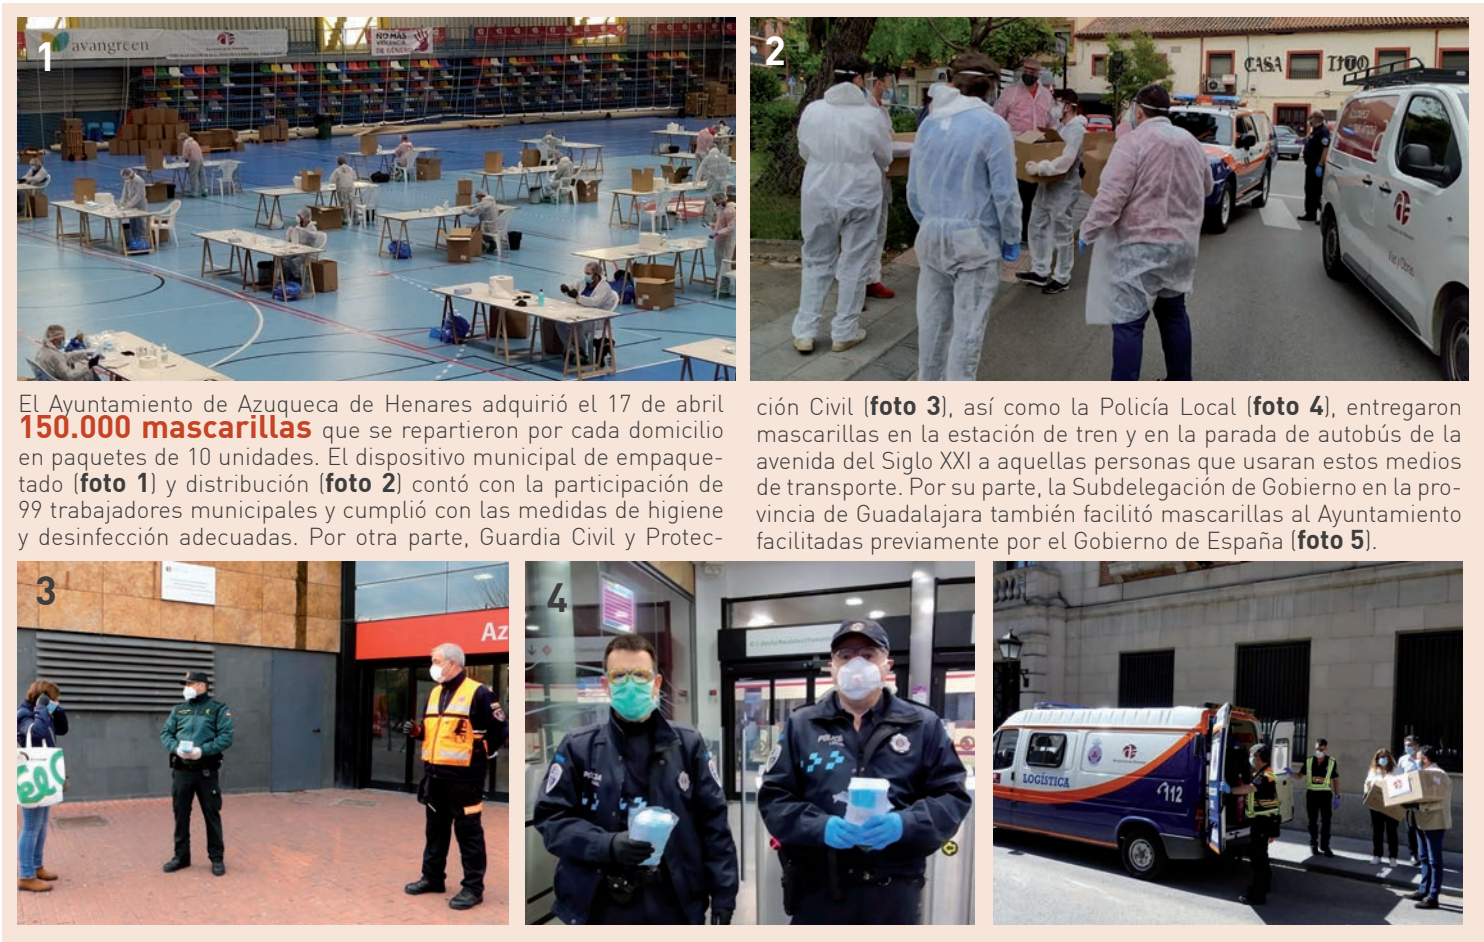 1
avangreen
NO MÁS
VIOLENCIA
DE GÉNERO
2
CASA TITO
Viva y Únete
El Ayuntamiento de Azuqueca de Henares adquirió el 17 de abril
150.000 mascarillas que se repartieron por cada domicilio
en paquetes de 10 unidades. El dispositivo municipal de empaque-
tado (foto 1) y distribución (foto 2) contó con la participación de
99 trabajadores municipales y cumplió con las medidas de higiene
y desinfección adecuadas. Por otra parte, Guardia Civil y Protec-
ción Civil (foto 3), así como la Policía Local (foto 4), entregaron
mascarillas en la estación de tren y en la parada de autobús de la
avenida del Siglo XXI a aquellas personas que usaran estos medios
de transporte. Por su parte, la Subdelegación de Gobierno en la pro-
vincia de Guadalajara también facilitó mascarillas al Ayuntamiento
facilitadas previamente por el Gobierno de España (foto 5).
3
Az
4
POLICÍA
POLICÍA
LOGÍSTICA
112